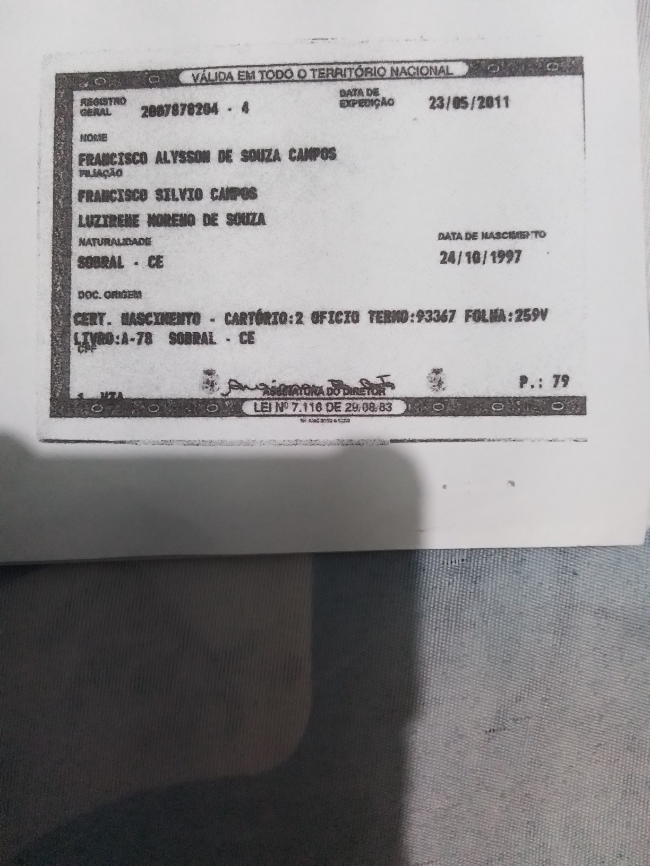 VÁLIDA EM TODO O TERRITÓRIO NACIONAL
REGISTRO GERAL 2007878204 - 4 DATA DE EXPEDIÇÃO 23/05/2011
NOME
FRANCISCO ALYSSON DE SOUZA CAMPOS
FILIAÇÃO
FRANCISCO SILVIO CAMPOS
LUZIRENE MORENO DE SOUZA
NATURALIDADE DATA DE NASCIMENTO
SOBRAL - CE 24/10/1997
DOC. ORIGEM
CERT. NASCIMENTO - CARTÓRIO:2 OFICIO TERMO:93367 FOLHA:259V
LIVRO:A-78 SOBRAL - CE
CPF
P.: 79
1 VIA ASSINATURA DO DIRETOR
LEI Nº 7.116 DE 29/08/83